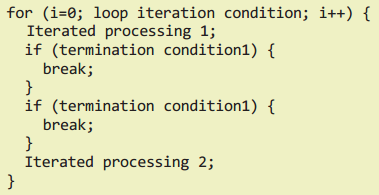 for (i=0; loop iteration condition; i++) {
  Iterated processing 1;
  if (termination condition1) {
    break;
  }
  if (termination condition1) {
    break;
  }
  Iterated processing 2;
}